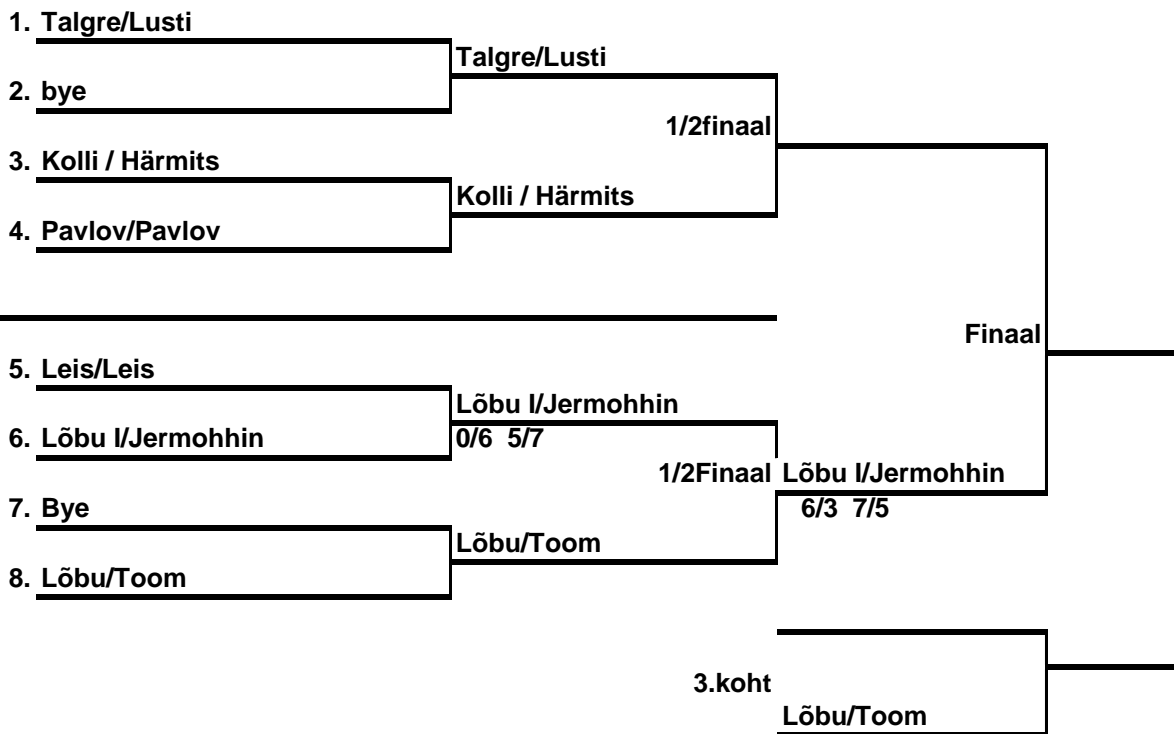 1. Talgre/Lusti
Talgre/Lusti
2. bye
1/2finaal
3. Kolli / Härmits
Kolli / Härmits
4. Pavlov/Pavlov
Finaal
5. Leis/Leis
Lõbu I/Jermohhin
6. Lõbu I/Jermohhin
0/6 5/7
1/2Finaal
Lõbu I/Jermohhin
7. Bye
6/3 7/5
Lõbu/Toom
8. Lõbu/Toom
3.koht
Lõbu/Toom